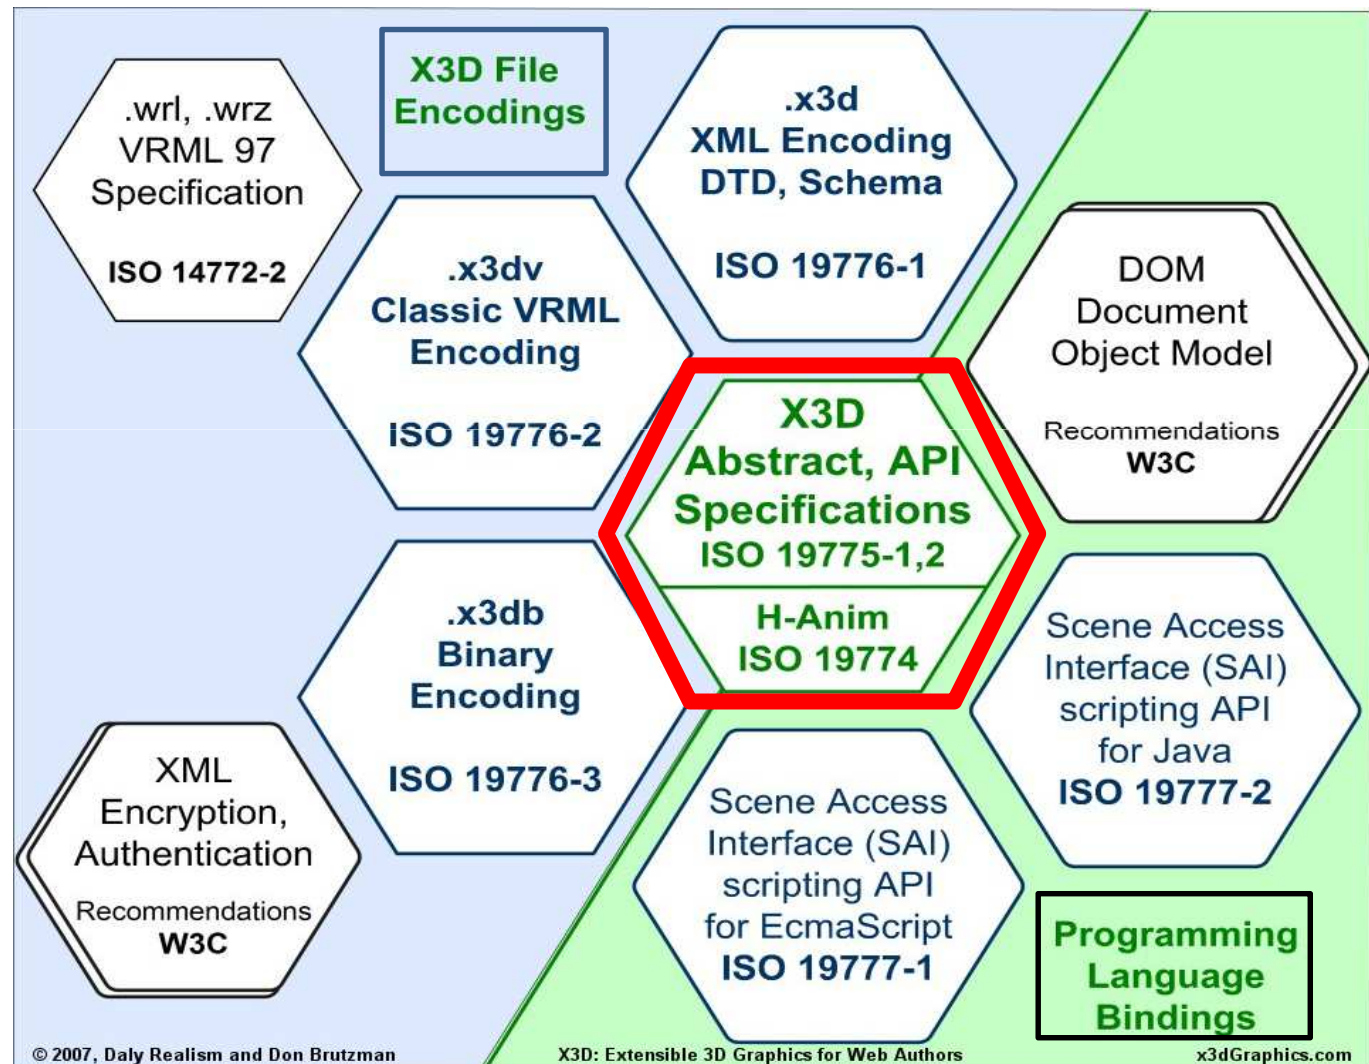 X3D File
Encodings
.wrl, .wrz
VRML 97
Specification
ISO 14772-2
.x3d
XML Encoding
DTD, Schema
ISO 19776-1
.x3dv
Classic VRML
Encoding
ISO 19776-2
DOM
Document
Object Model
Recommendations
W3C
X3D
Abstract, API
Specifications
ISO 19775-1,2
H-Anim
ISO 19774
.x3db
Binary
Encoding
ISO 19776-3
Scene Access
Interface (SAI)
scripting API
for Java
ISO 19777-2
XML
Encryption,
Authentication
Recommendations
W3C
Scene Access
Interface (SAI)
scripting API
for EcmaScript
ISO 19777-1
Programming
Language
Bindings
© 2007, Daly Realism and Don Brutzman
X3D: Extensible 3D Graphics for Web Authors
x3dGraphics.com